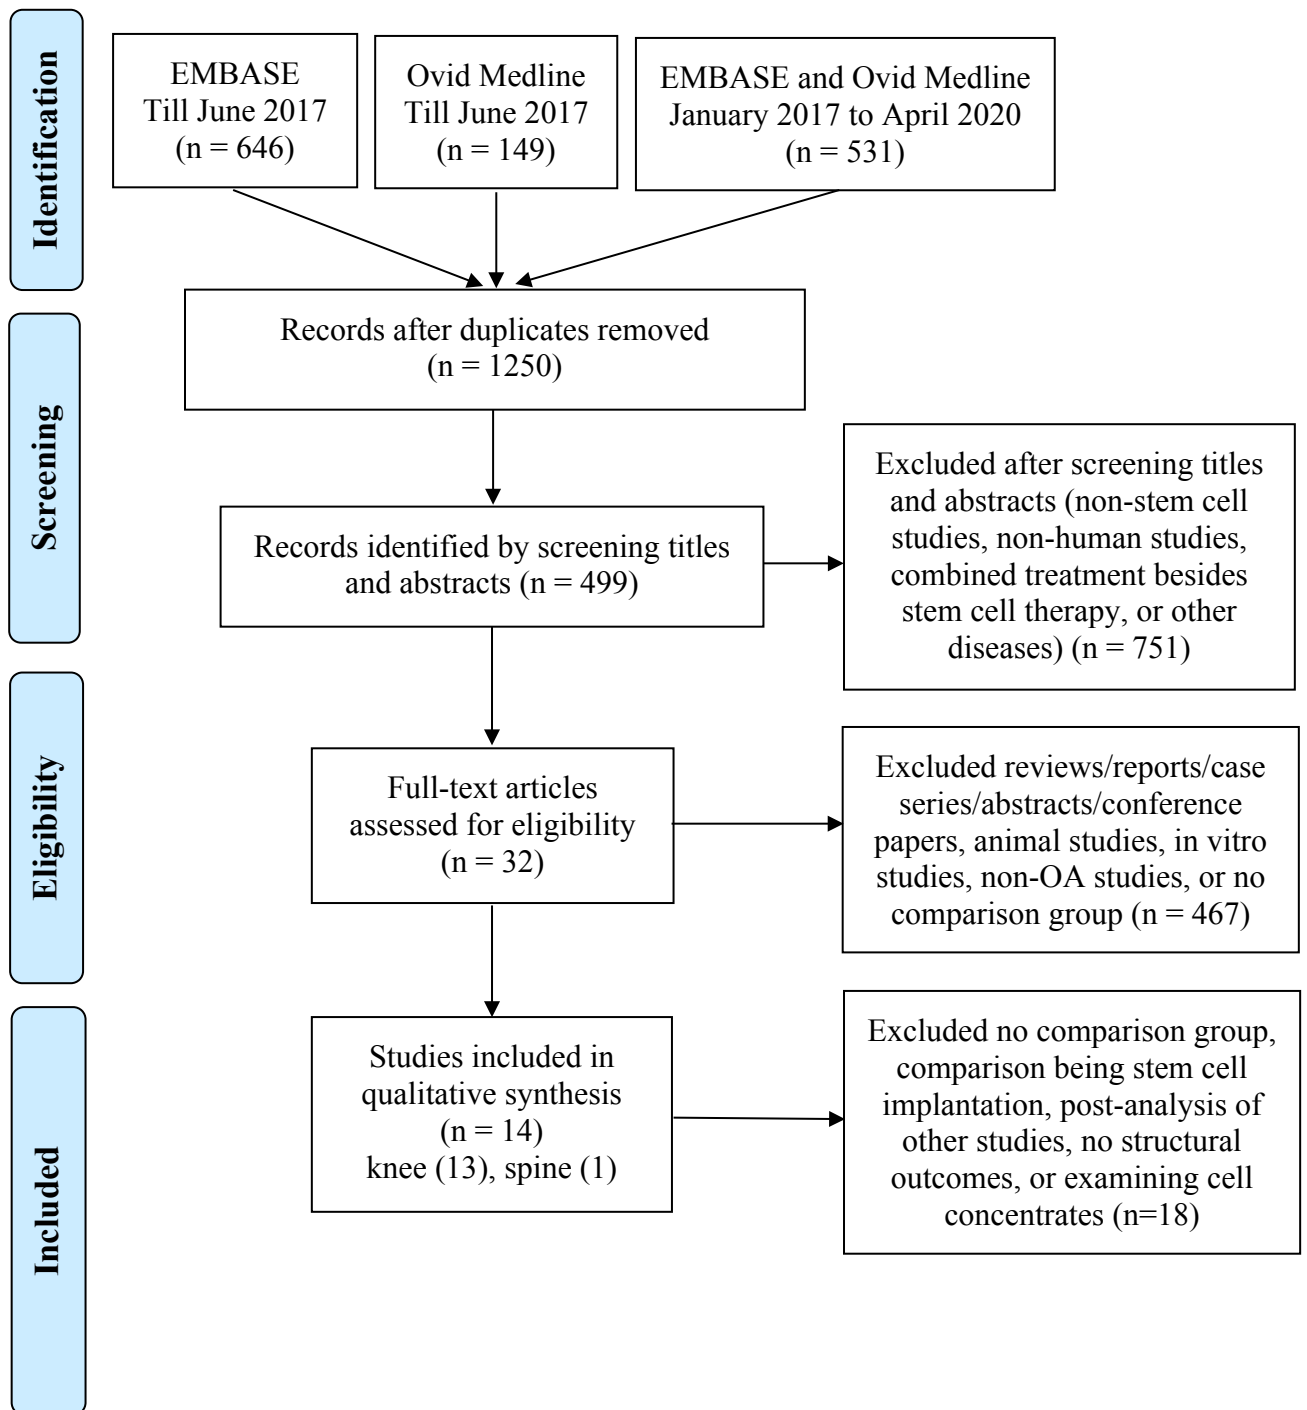 Identification
EMBASE
Till June 2017
(n = 646)
Ovid Medline
Till June 2017
(n = 149)
EMBASE and Ovid Medline
January 2017 to April 2020
(n = 531)
Records after duplicates removed
(n = 1250)
Screening
Records identified by screening titles
and abstracts (n = 499)
Excluded after screening titles
and abstracts (non-stem cell
studies, non-human studies,
combined treatment besides
stem cell therapy, or other
diseases) (n = 751)
Eligibility
Full-text articles
assessed for eligibility
(n = 32)
Excluded reviews/reports/case
series/abstracts/conference
papers, animal studies, in vitro
studies, non-OA studies, or no
comparison group (n = 467)
Included
Studies included in
qualitative synthesis
(n = 14)
knee (13), spine (1)
Excluded no comparison group,
comparison being stem cell
implantation, post-analysis of
other studies, no structural
outcomes, or examining cell
concentrates (n=18)